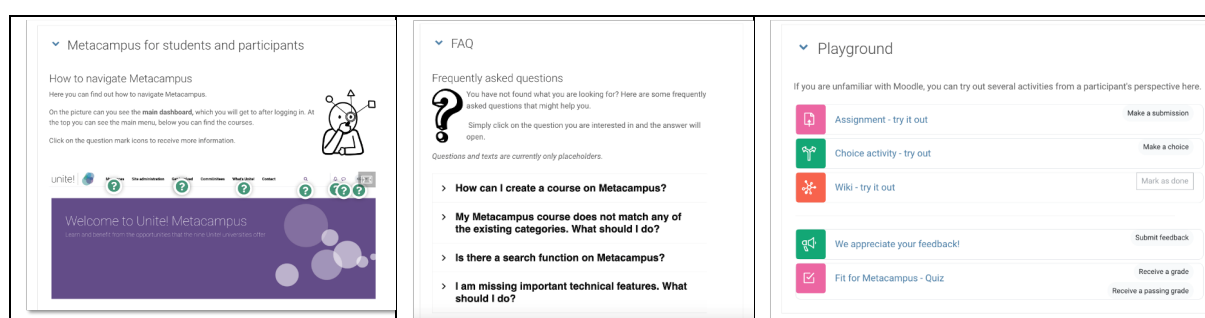 Metacampus for students and participants
How to navigate Metacampus
Here you can find out how to navigate Metacampus.
On the picture can you see the main dashboard, which you will get to after logging in. At
the top you can see the main menu, below you can find the courses.
Click on the question mark icons to receive more information.
unite!
Site administration
Committees
What's Unite!
Contact
Welcome to Unite! Metacampus
Learn and benefit from the opportunities that the nine Unite! universities offer
FAQ
Frequently asked questions
You have not found what you are looking for? Here are some frequently
asked questions that might help you.
Simply click on the question you are interested in and the answer will
open.
Questions and texts are currently only placeholders.
How can I create a course on Metacampus?
My Metacampus course does not match any of
the existing categories. What should I do?
Is there a search function on Metacampus?
I am missing important technical features. What
should I do?
Playground
If you are unfamiliar with Moodle, you can try out several activities from a participant's perspective here.
Assignment - try it out
Make a submission
Choice activity - try out
Make a choice
Wiki - try it out
Mark as done
We appreciate your feedback!
Submit feedback
Fit for Metacampus - Quiz
Receive a grade
Receive a passing grade